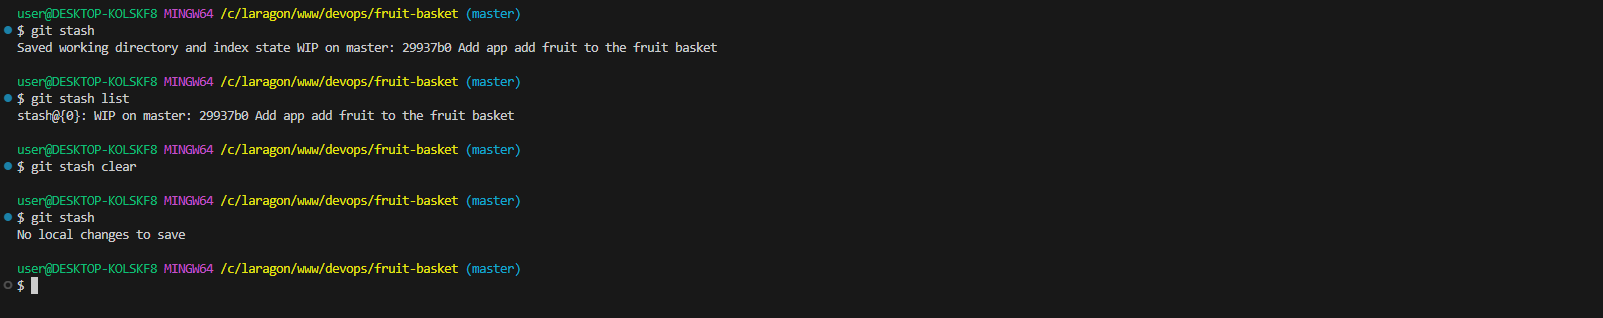 user@DESKTOP-KOLSKF8 MINGW64 /c/laragon/www/devops/fruit-basket (master)
$ git stash
Saved working directory and index state WIP on master: 29937b0 Add app add fruit to the fruit basket
user@DESKTOP-KOLSKF8 MINGW64 /c/laragon/www/devops/fruit-basket (master)
$ git stash list
stash@{0}: WIP on master: 29937b0 Add app add fruit to the fruit basket
user@DESKTOP-KOLSKF8 MINGW64 /c/laragon/www/devops/fruit-basket (master)
$ git stash clear
user@DESKTOP-KOLSKF8 MINGW64 /c/laragon/www/devops/fruit-basket (master)
$ git stash
No local changes to save
user@DESKTOP-KOLSKF8 MINGW64 /c/laragon/www/devops/fruit-basket (master)
$